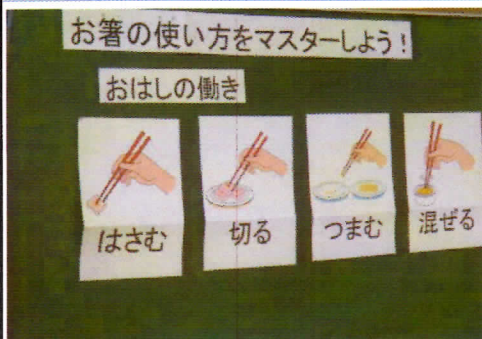 お箸の使い方をマスターしよう！
おはしの働き
はさむ
切る
つまむ
混ぜる